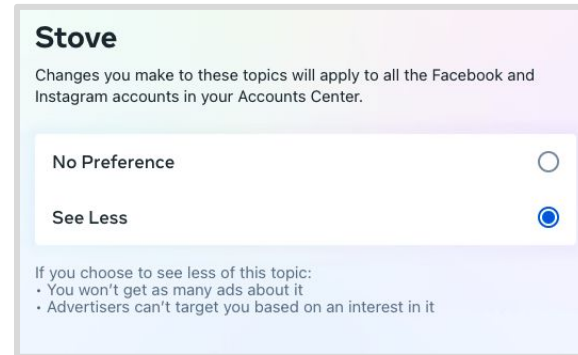 Stove
Changes you make to these topics will apply to all the Facebook and
Instagram accounts in your Accounts Center.
No Preference
See Less
If you choose to see less of this topic:
• You won't get as many ads about it
• Advertisers can't target you based on an interest in it